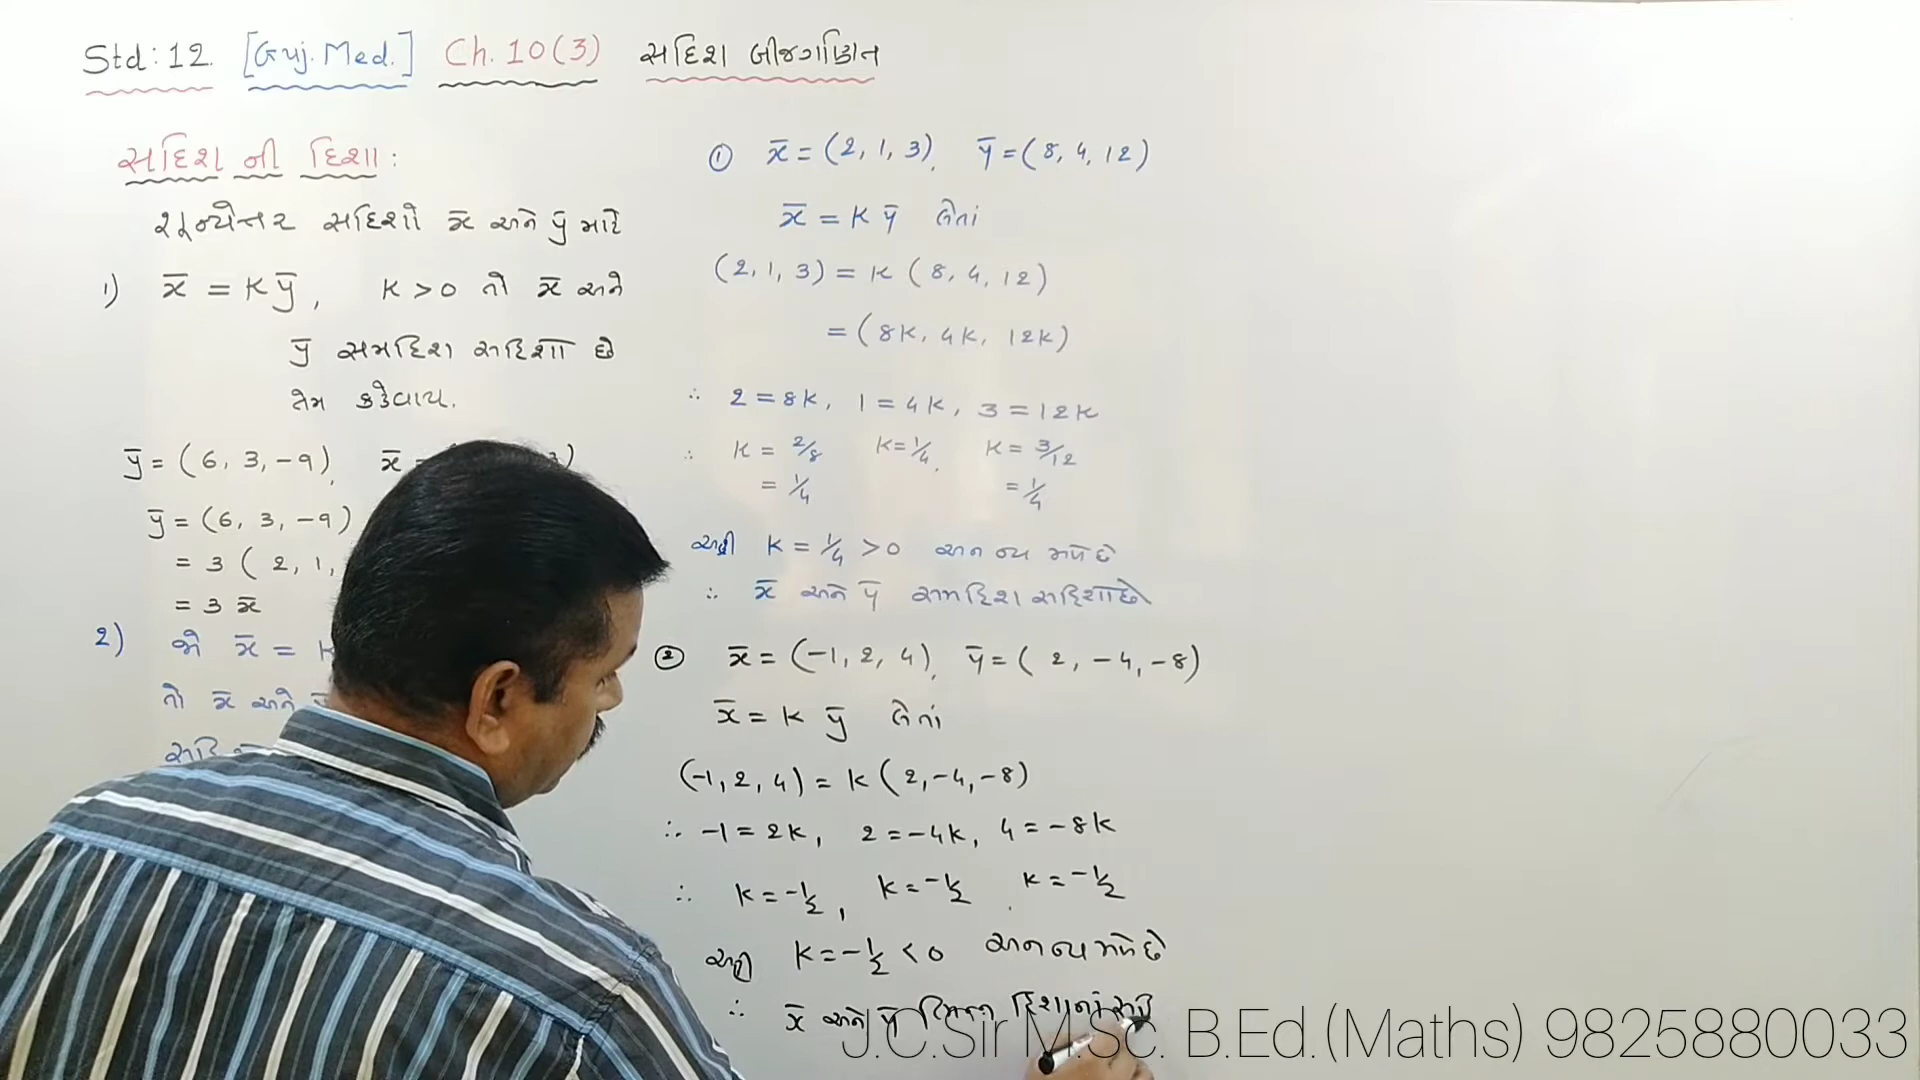 Std: 12. [Guj. Med.] Ch. 10(3) સદિશ બીજગણિત
સદિશ ની દિશા :
શૂન્યેત્તર સદિશો x̄ અને ȳ માટે
૧) x̄ = kȳ, k > 0 તો x̄ અને
ȳ સમદિશ સદિશો છે
તેમ કહેવાય.
ȳ = (6, 3, -9), x̄ =
ȳ = (6, 3, -9)
= 3 ( 2, 1,
= 3 x̄
2) જો x̄ = k
તો x̄ અને
① x̄ = (2, 1, 3), ȳ = (8, 4, 12)
x̄ = k ȳ લેતાં
(2, 1, 3) = k ( 8, 4, 12)
= (8k, 4k, 12k)
∴ 2 = 8k, 1 = 4k, 3 = 12k
∴ k = 2/8 k = 1/4, k = 3/12
= 1/4 = 1/4
અહીં k = 1/4 > 0 અનન્ય મળે છે
∴ x̄ અને ȳ સમદિશ સદિશો છે
② x̄ = (-1, 2, 4), ȳ = ( 2, -4, -8)
x̄ = k ȳ લેતાં
(-1, 2, 4) = k ( 2, -4, -8)
∴ -1 = 2k, 2 = -4k, 4 = -8k
∴ k = -1/2, k = -1/2 k = -1/2
અહીં k = -1/2 < 0 અનન્ય મળે છે
∴ x̄ અને ȳ ભિન્ન દિશાનાં
J.C.Sir M.Sc. B.Ed.(Maths) 9825880033